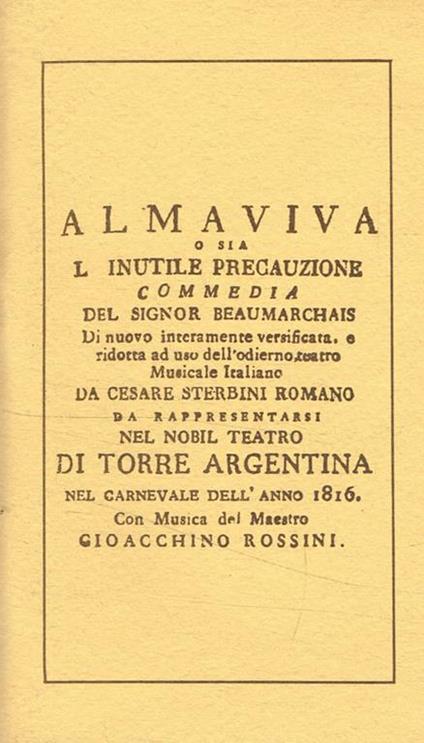 ALMAVIVA
O SIA
L INUTILE PRECAUZIONE
COMMEDIA
DEL SIGNOR BEAUMARCHAIS
Di nuovo interamente versificata, e
ridotta ad uso dell'odierno teatro
Musicale Italiano
DA CESARE STERBINI ROMANO
DA RAPPRESENTARSI
NEL NOBIL TEATRO
DI TORRE ARGENTINA
NEL CARNEVALE DELL' ANNO 1816.
Con Musica del Maestro
GIOACCHINO ROSSINI.